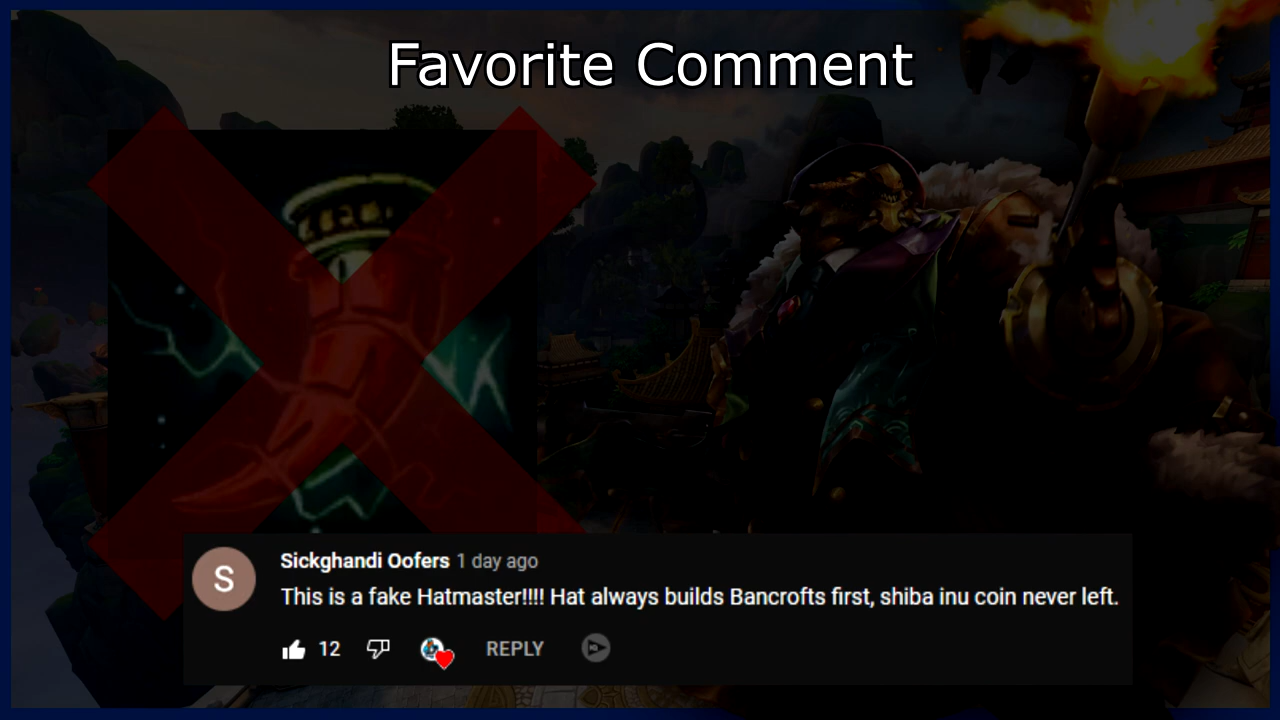 Favorite Comment
S
Sickghandi Oofers 1 day ago
This is a fake Hatmaster!!!! Hat always builds Bancrofts first, shiba inu coin never left.
12 REPLY